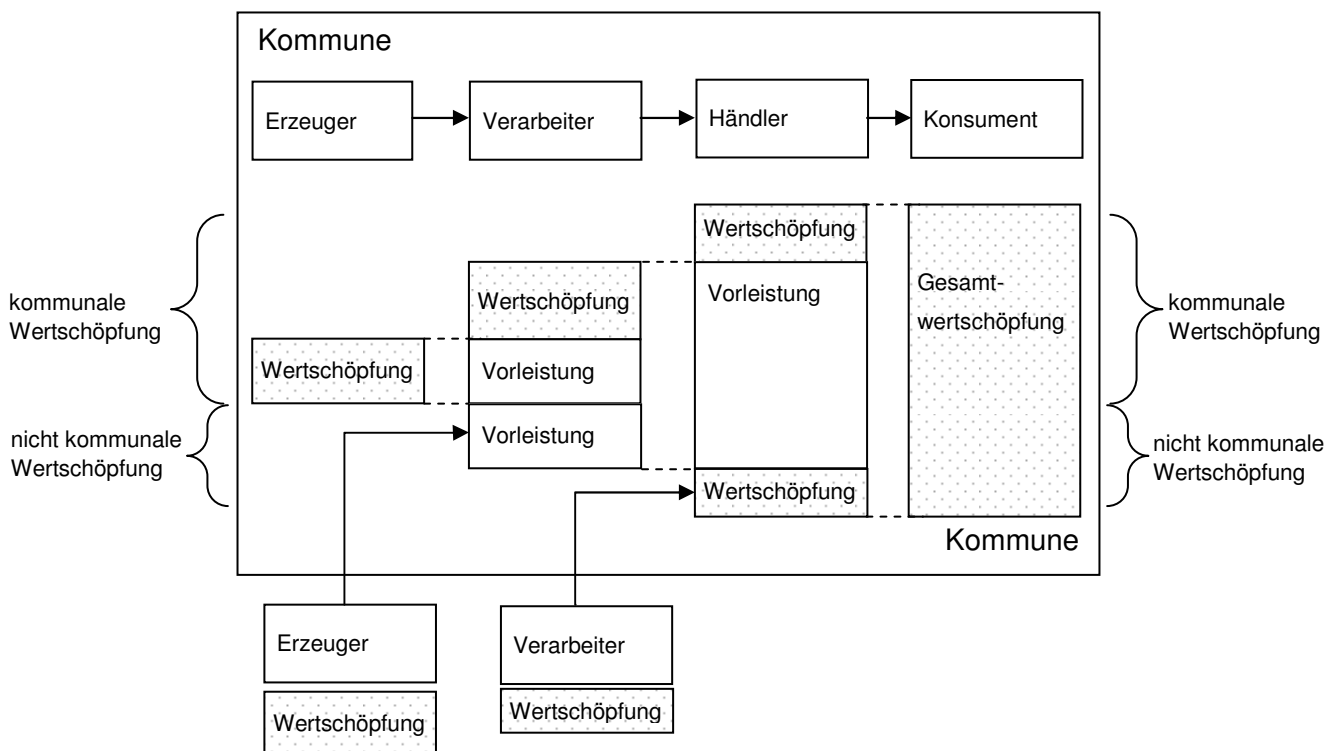 Kommune
Erzeuger
Verarbeiter
Händler
Konsument
Wertschöpfung
Wertschöpfung
Vorleistung
Gesamt-
wertschöpfung
kommunale
Wertschöpfung
kommunale
Wertschöpfung
Wertschöpfung
Vorleistung
nicht kommunale
Wertschöpfung
Vorleistung
nicht kommunale
Wertschöpfung
Wertschöpfung
Kommune
Erzeuger
Verarbeiter
Wertschöpfung
Wertschöpfung